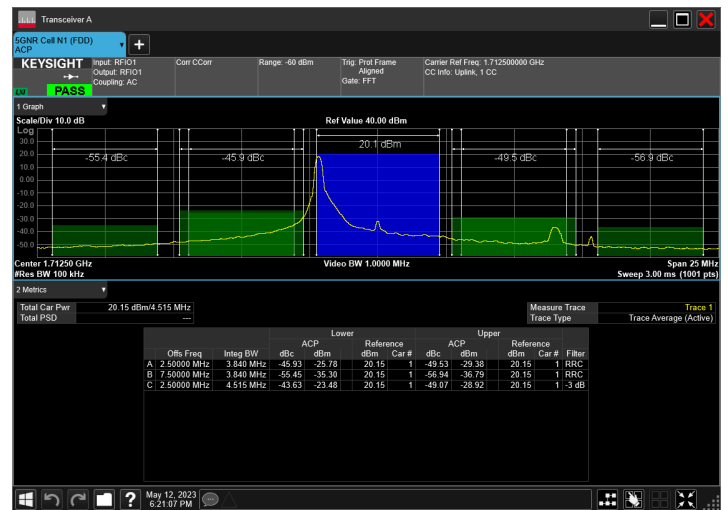 Transceiver A
5GNR Cell N1 (FDD)
ACP
KEYSIGHT
LXI
PASS
Input: RFIO1
Output: RFIO1
Coupling: AC
Corr CCorr
Range: -60 dBm
Trig: Prot Frame
Aligned
Gate: FFT
Carrier Ref Freq: 1.712500000 GHz
CC Info: Uplink, 1 CC
1 Graph
Scale/Div 10.0 dB
Ref Value 40.00 dBm
Log
30.0
20.0
10.0
0.00
-10.0
-20.0
-30.0
-40.0
-50.0
-55.4 dBc
-45.9 dBc
20.1 dBm
-49.5 dBc
-56.9 dBc
Center 1.71250 GHz
Video BW 1.0000 MHz
Span 25 MHz
#Res BW 100 kHz
Sweep 3.00 ms (1001 pts)
2 Metrics
Total Car Pwr 20.15 dBm/4.515 MHz
Total PSD ---
Measure Trace Trace 1
Trace Type Trace Average (Active)
Lower Upper
ACP Reference ACP Reference
Offs Freq Integ BW dBc dBm dBm Car # dBc dBm dBm Car # Filter
A 2.50000 MHz 3.840 MHz -45.93 -25.78 20.15 1 -49.53 -29.38 20.15 1 RRC
B 7.50000 MHz 3.840 MHz -55.45 -35.30 20.15 1 -56.94 -36.79 20.15 1 RRC
C 2.50000 MHz 4.515 MHz -43.63 -23.48 20.15 1 -49.07 -28.92 20.15 1 -3 dB
May 12, 2023
6:21:07 PM